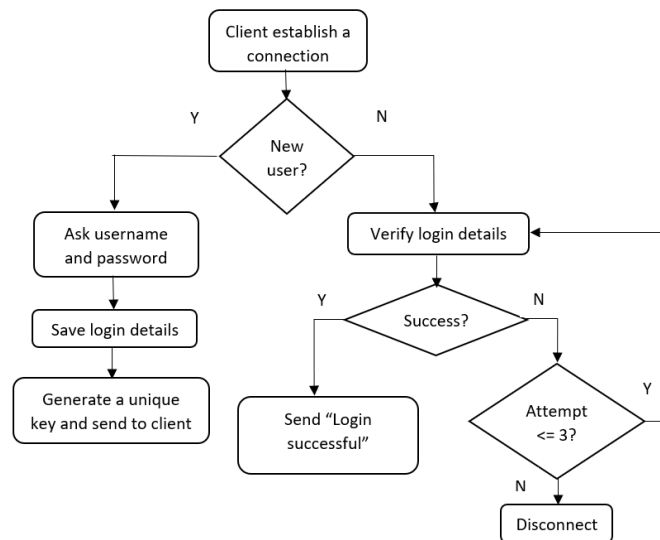 Client establish a
connection
Y
N
New
user?
Ask username
and password
Verify login details
Save login details
Y
N
Success?
Generate a unique
key and send to client
Send “Login
successful”
Attempt
<= 3?
Y
N
Disconnect